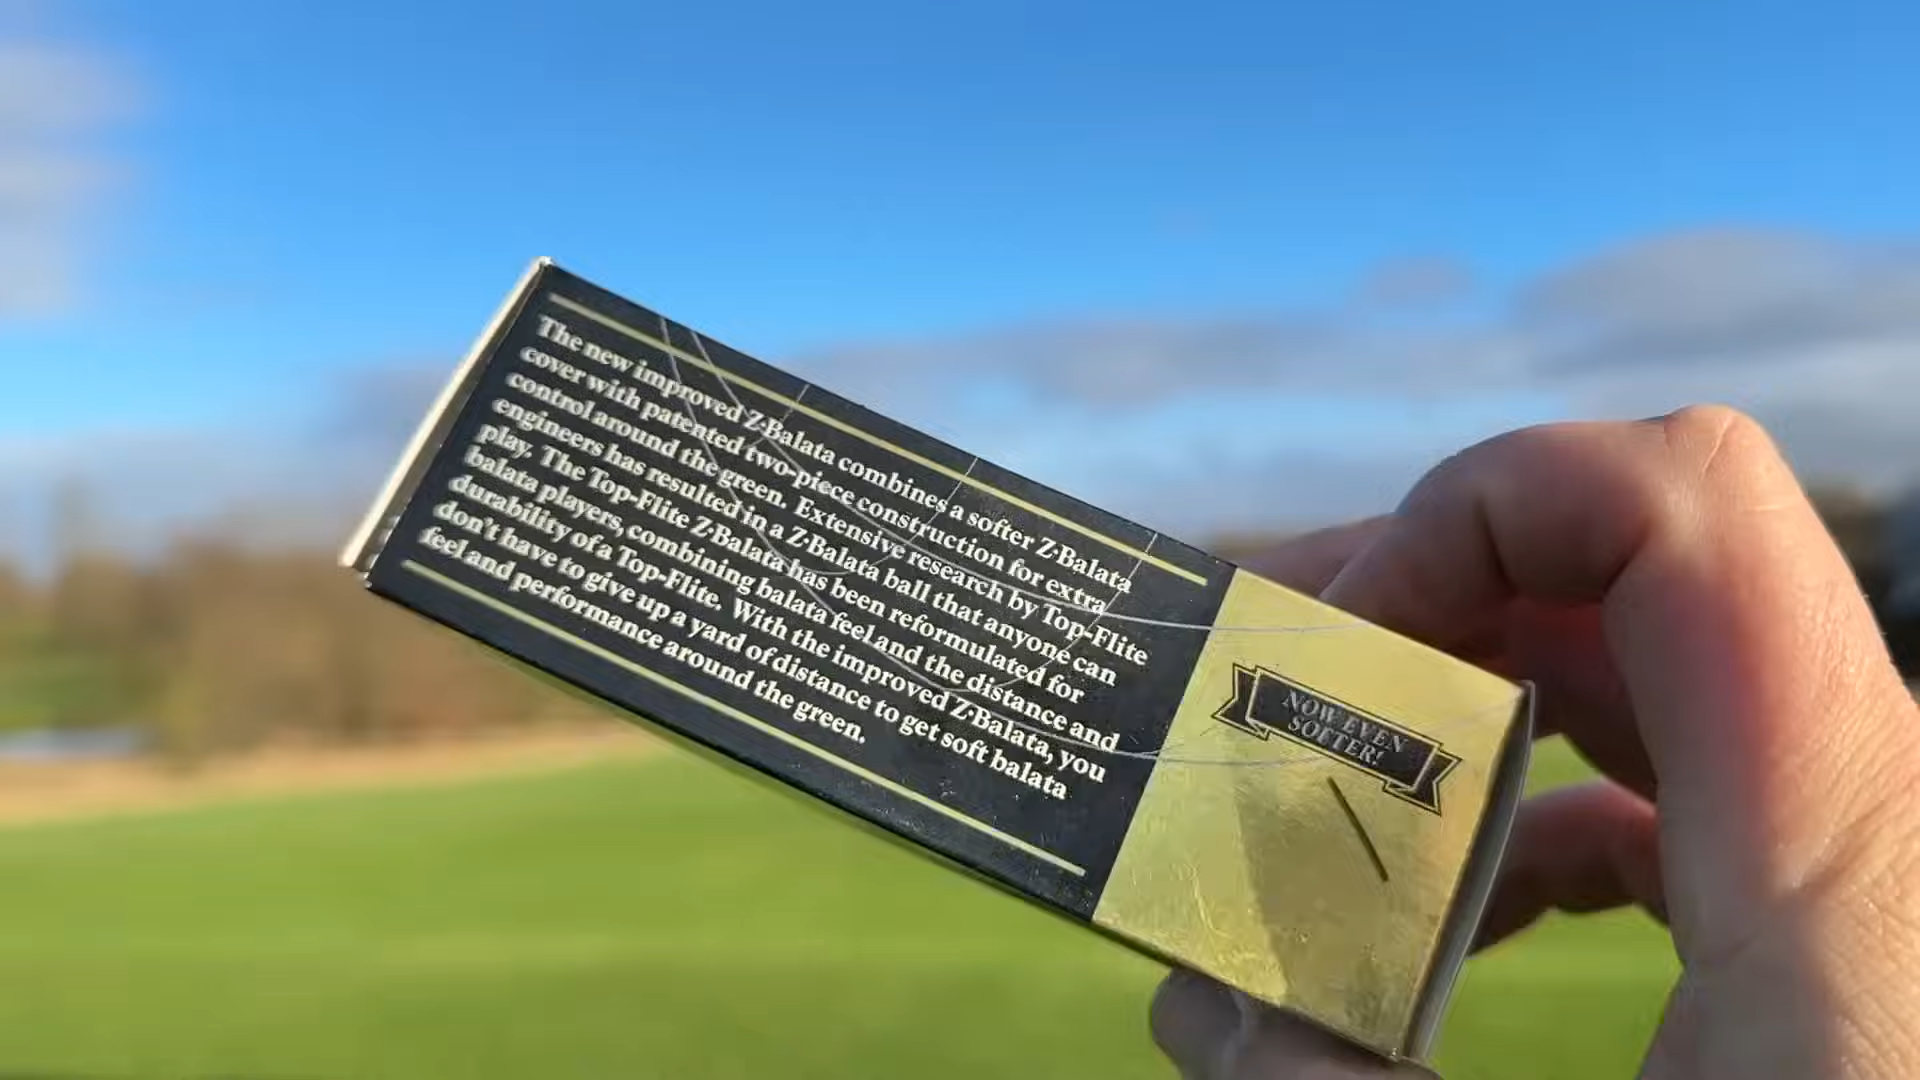 The new improved Z-Balata combines a softer Z-Balata
cover with patented two-piece construction for extra
control around the green. Extensive research by Top-Flite
engineers has resulted in a Z-Balata ball that anyone can
play. The Top-Flite Z-Balata has been reformulated for
balata players, combining balata feel and the distance and
durability of a Top-Flite. With the improved Z-Balata, you
don't have to give up a yard of distance to get soft balata
feel and performance around the green.
NOW EVEN
SOFTER!